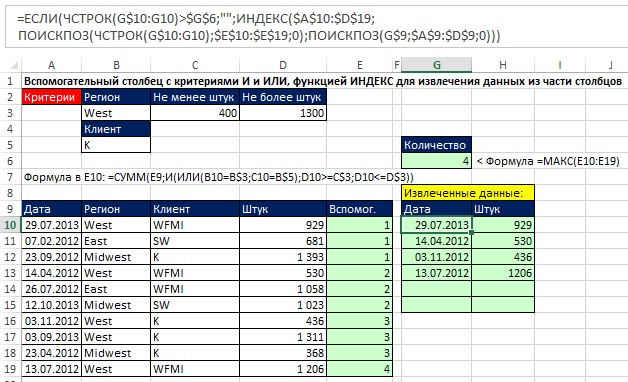 =ЕСЛИ(ЧСТРОК(G$10:G10)>$G$6;"";ИНДЕКС($A$10:$D$19;
ПОИСКПОЗ(ЧСТРОК(G$10:G10);$E$10:$E$19;0);ПОИСКПОЗ(G$9;$A$9:$D$9;0)))
A B C D E F G H I J
1 Вспомогательный столбец с критериями И и ИЛИ, функцией ИНДЕКС для извлечения данных из части столбцов
2 Критерии Регион Не менее штук Не более штук
3 West 400 1300
4 Клиент
5 K Количество
6 4 < Формула =МАКС(E10:E19)
7 Формула в E10: =СУММ(E9;И(ИЛИ(B10=B$3;C10=B$5);D10>=C$3;D10<=D$3))
8 Извлеченные данные:
9 Дата Регион Клиент Штук Вспомог. Дата Штук
10 29.07.2013 West WFMI 929 1 29.07.2013 929
11 07.02.2012 East SW 681 1 14.04.2012 530
12 23.09.2012 Midwest K 1 393 1 03.11.2012 436
13 14.04.2012 West WFMI 530 2 13.07.2012 1206
14 26.07.2012 East WFMI 1 058 2
15 12.10.2013 Midwest SW 1 023 2
16 03.11.2012 West K 436 3
17 03.09.2013 West K 1 311 3
18 23.04.2012 Midwest K 368 3
19 13.07.2012 West WFMI 1 206 4